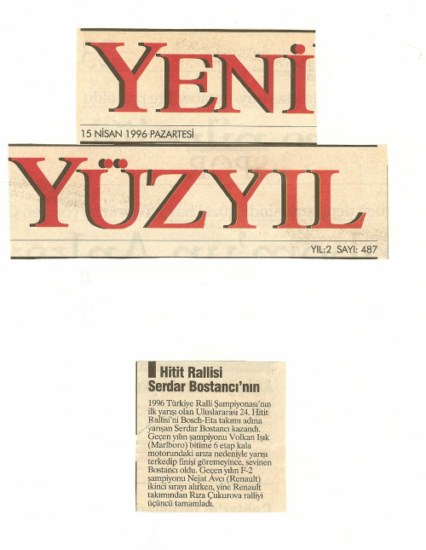 YENİ
15 NİSAN 1996 PAZARTESİ
YÜZYIL
YIL:2 SAYI: 487
Hitit Rallisi
Serdar Bostancı'nın
1996 Türkiye Ralli Şampiyonası'nın
ilk yarışı olan Uluslararası 24. Hitit
Rallisi'ni Bosch-Eta takımı adına
yarışan Serdar Bostancı kazandı.
Geçen yılın şampiyonu Volkan Işık
(Marlboro) bitime 6 etap kala
motorundaki arıza nedeniyle yarışı
terkedip finişi göremeyince, sevinen
Bostancı oldu. Geçen yılın F-2
şampiyonu Nejat Avcı (Renault)
ikinci sırayı alırken, yine Renault
takımından Rıza Çukurova ralliyi
üçüncü tamamladı.